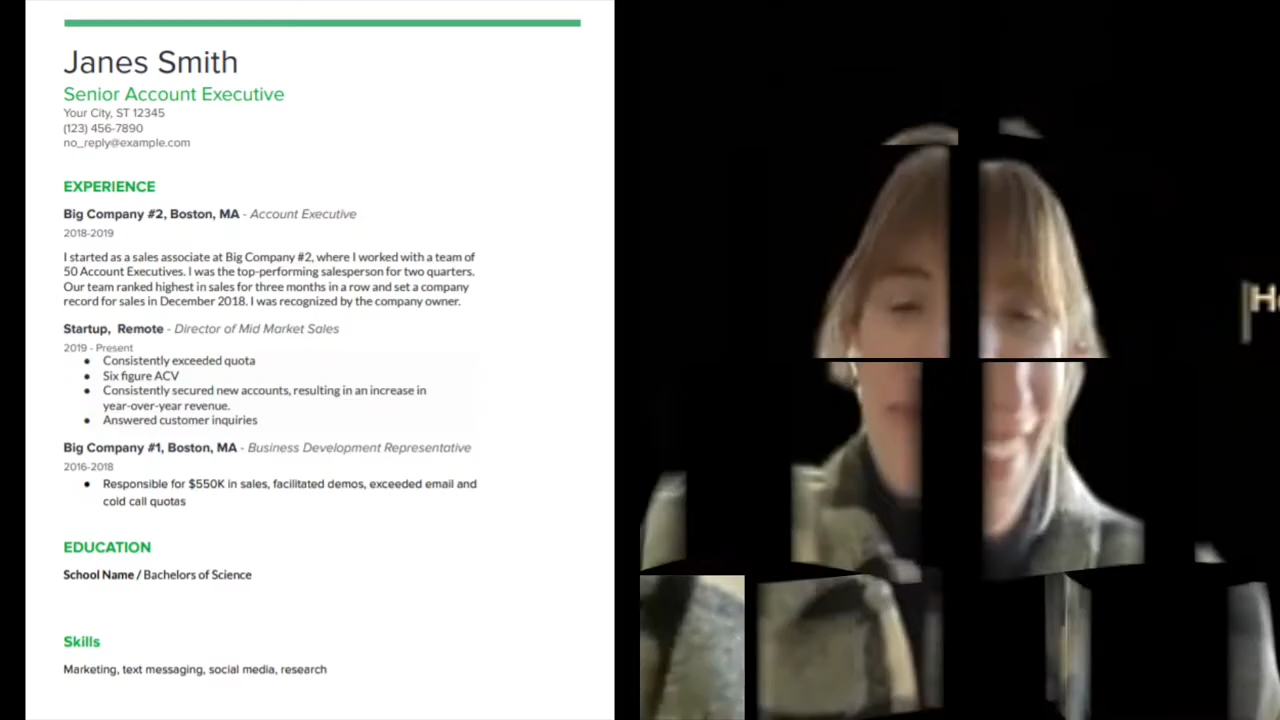 Janes Smith
Senior Account Executive
Your City, ST 12345
(123) 456-7890
no_reply@example.com
EXPERIENCE
Big Company #2, Boston, MA - Account Executive
2018-2019
I started as a sales associate at Big Company #2, where I worked with a team of
50 Account Executives. I was the top-performing salesperson for two quarters.
Our team ranked highest in sales for three months in a row and set a company
record for sales in December 2018. I was recognized by the company owner.
Startup, Remote - Director of Mid Market Sales
2019 - Present
● Consistently exceeded quota
● Six figure ACV
● Consistently secured new accounts, resulting in an increase in
year-over-year revenue.
● Answered customer inquiries
Big Company #1, Boston, MA - Business Development Representative
2016-2018
● Responsible for $550K in sales, facilitated demos, exceeded email and
cold call quotas
EDUCATION
School Name / Bachelors of Science
Skills
Marketing, text messaging, social media, research